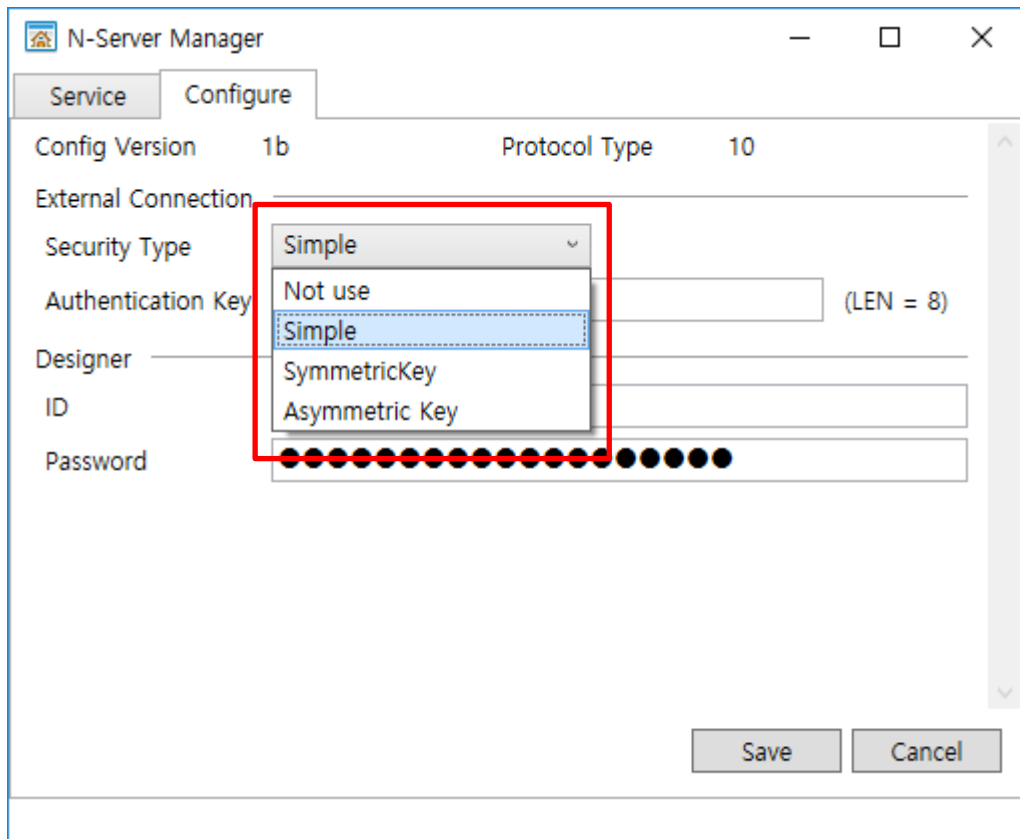 N-Server Manager
Service Configure
Config Version 1b Protocol Type 10
External Connection
Security Type Simple
Not use
Authentication Key (LEN = 8)
Simple
Designer
SymmetricKey
ID
Asymmetric Key
Password ●●●●●●●●●●●●●●●●●●●
Save Cancel